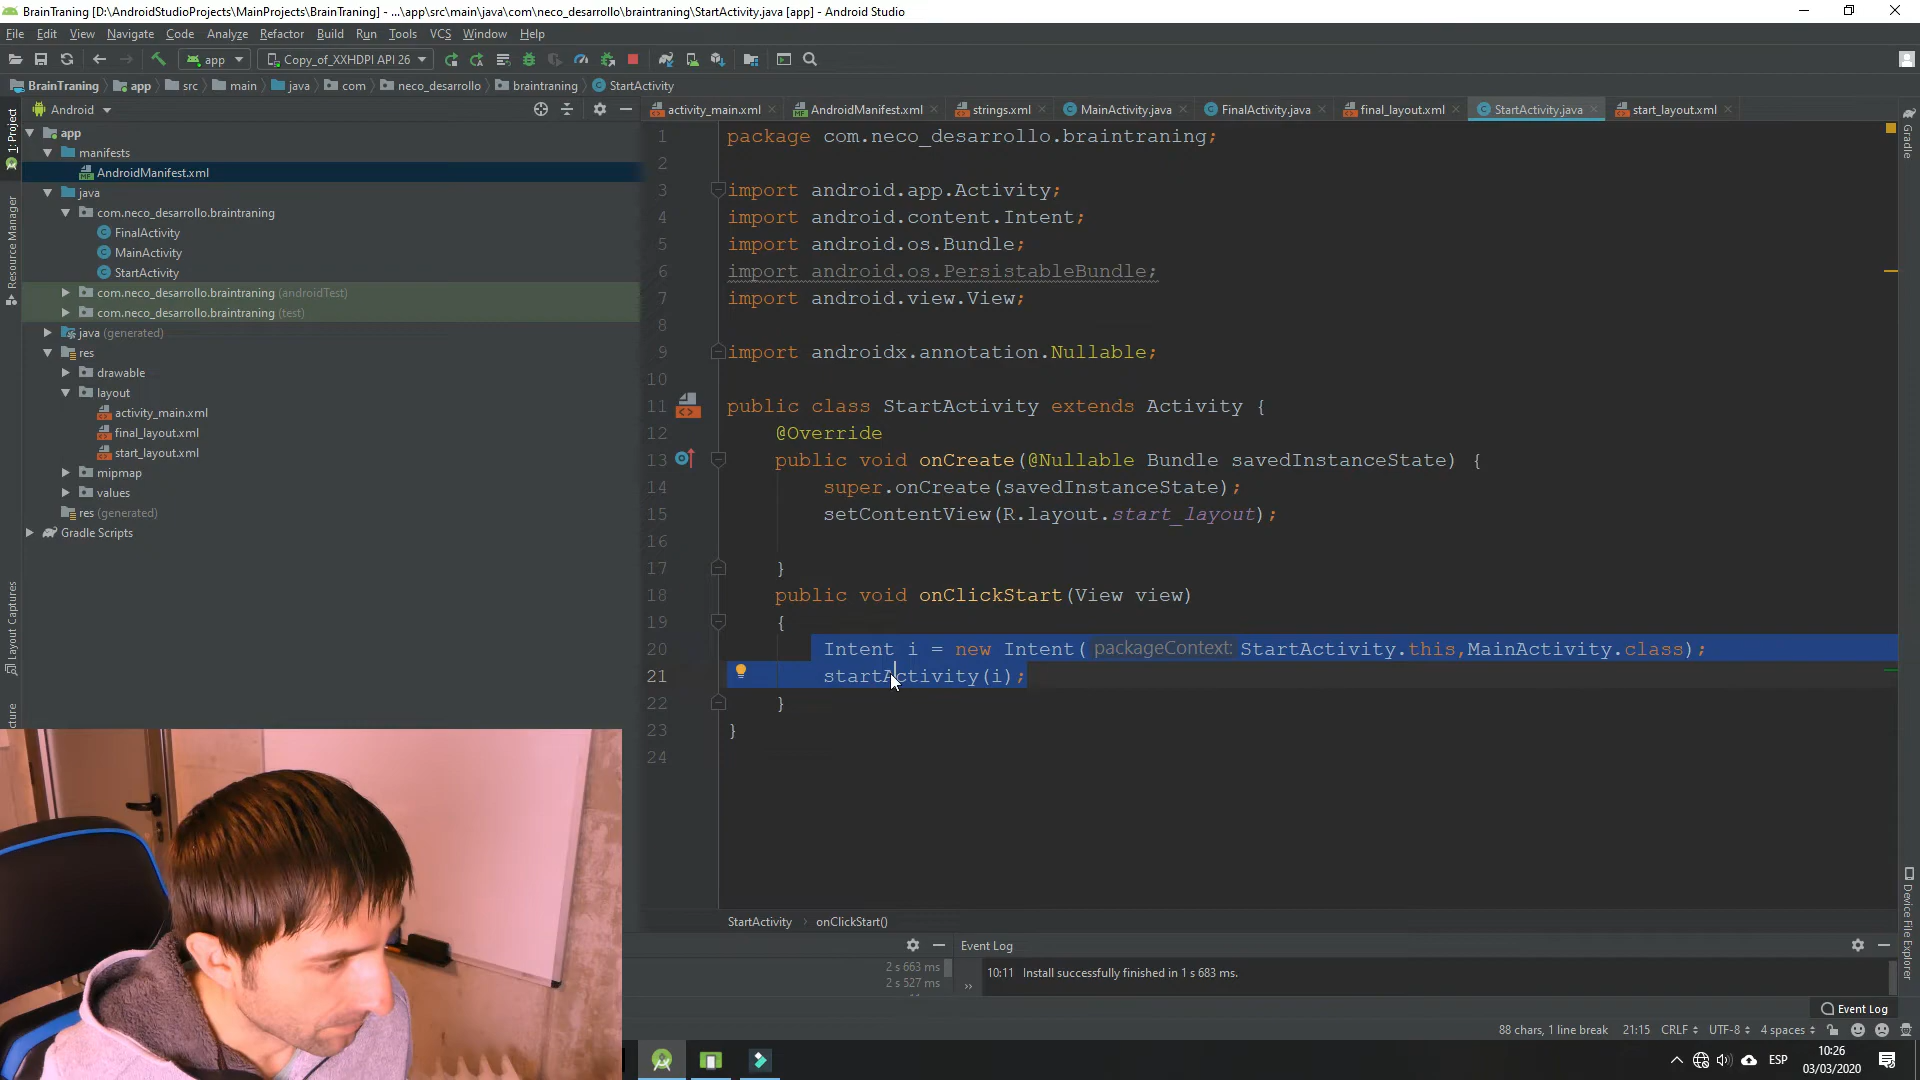 BrainTraning [D:\AndroidStudioProjects\MainProjects\BrainTraning] - ...\app\src\main\java\com\neco_desarrollo\braintraning\StartActivity.java [app] - Android Studio
File Edit View Navigate Code Analyze Refactor Build Run Tools VCS Window Help
app Copy_of_XXHDPI API 26
BrainTraning app src main java com neco_desarrollo braintraning StartActivity
Android
activity_main.xml AndroidManifest.xml strings.xml MainActivity.java FinalActivity.java final_layout.xml StartActivity.java start_layout.xml
1: Project
Resource Manager
Layout Captures
app
manifests
AndroidManifest.xml
java
com.neco_desarrollo.braintraning
FinalActivity
MainActivity
StartActivity
com.neco_desarrollo.braintraning (androidTest)
com.neco_desarrollo.braintraning (test)
java (generated)
res
drawable
layout
activity_main.xml
final_layout.xml
start_layout.xml
mipmap
values
res (generated)
Gradle Scripts
1 package com.neco_desarrollo.braintraning;
2
3 import android.app.Activity;
4 import android.content.Intent;
5 import android.os.Bundle;
6 import android.os.PersistableBundle;
7 import android.view.View;
8
9 import androidx.annotation.Nullable;
10
11 public class StartActivity extends Activity {
12 @Override
13 public void onCreate(@Nullable Bundle savedInstanceState) {
14 super.onCreate(savedInstanceState);
15 setContentView(R.layout.start_layout);
16
17 }
18 public void onClickStart(View view)
19 {
20 Intent i = new Intent( packageContext: StartActivity.this,MainActivity.class);
21 startActivity(i);
22 }
23 }
24
Gradle
Device File Explorer
StartActivity › onClickStart()
Event Log
2 s 663 ms
2 s 527 ms
10:11 Install successfully finished in 1 s 683 ms.
Event Log
88 chars, 1 line break 21:15 CRLF UTF-8 4 spaces
ESP
10:26
03/03/2020